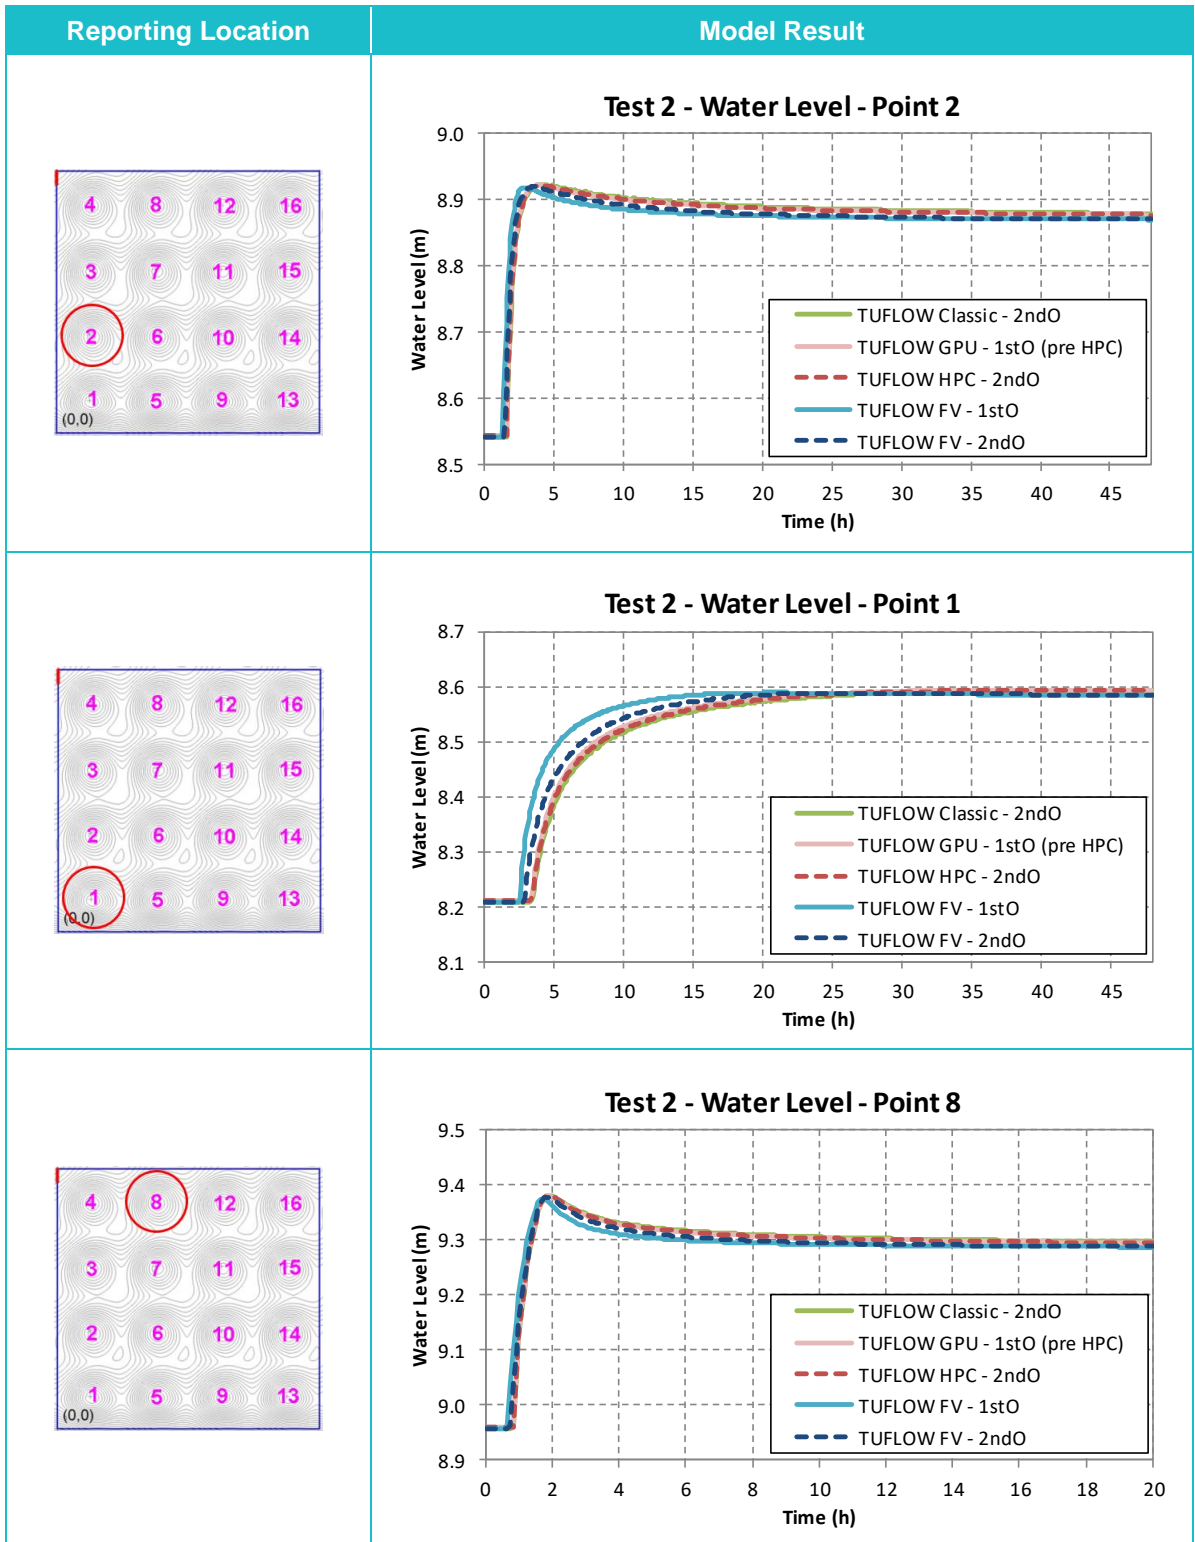 Reporting Location
Model Result
4 8 12 16
3 7 11 15
2 6 10 14
1 5 9 13
(0,0)
Test 2 - Water Level - Point 2
Water Level (m)
9.0
8.9
8.8
8.7
8.6
8.5
TUFLOW Classic - 2ndO
TUFLOW GPU - 1stO (pre HPC)
TUFLOW HPC - 2ndO
TUFLOW FV - 1stO
TUFLOW FV - 2ndO
0 5 10 15 20 25 30 35 40 45
Time (h)
4 8 12 16
3 7 11 15
2 6 10 14
1 5 9 13
(0,0)
Test 2 - Water Level - Point 1
Water Level (m)
8.7
8.6
8.5
8.4
8.3
8.2
8.1
TUFLOW Classic - 2ndO
TUFLOW GPU - 1stO (pre HPC)
TUFLOW HPC - 2ndO
TUFLOW FV - 1stO
TUFLOW FV - 2ndO
0 5 10 15 20 25 30 35 40 45
Time (h)
4 8 12 16
3 7 11 15
2 6 10 14
1 5 9 13
(0,0)
Test 2 - Water Level - Point 8
Water Level (m)
9.5
9.4
9.3
9.2
9.1
9.0
8.9
TUFLOW Classic - 2ndO
TUFLOW GPU - 1stO (pre HPC)
TUFLOW HPC - 2ndO
TUFLOW FV - 1stO
TUFLOW FV - 2ndO
0 2 4 6 8 10 12 14 16 18 20
Time (h)